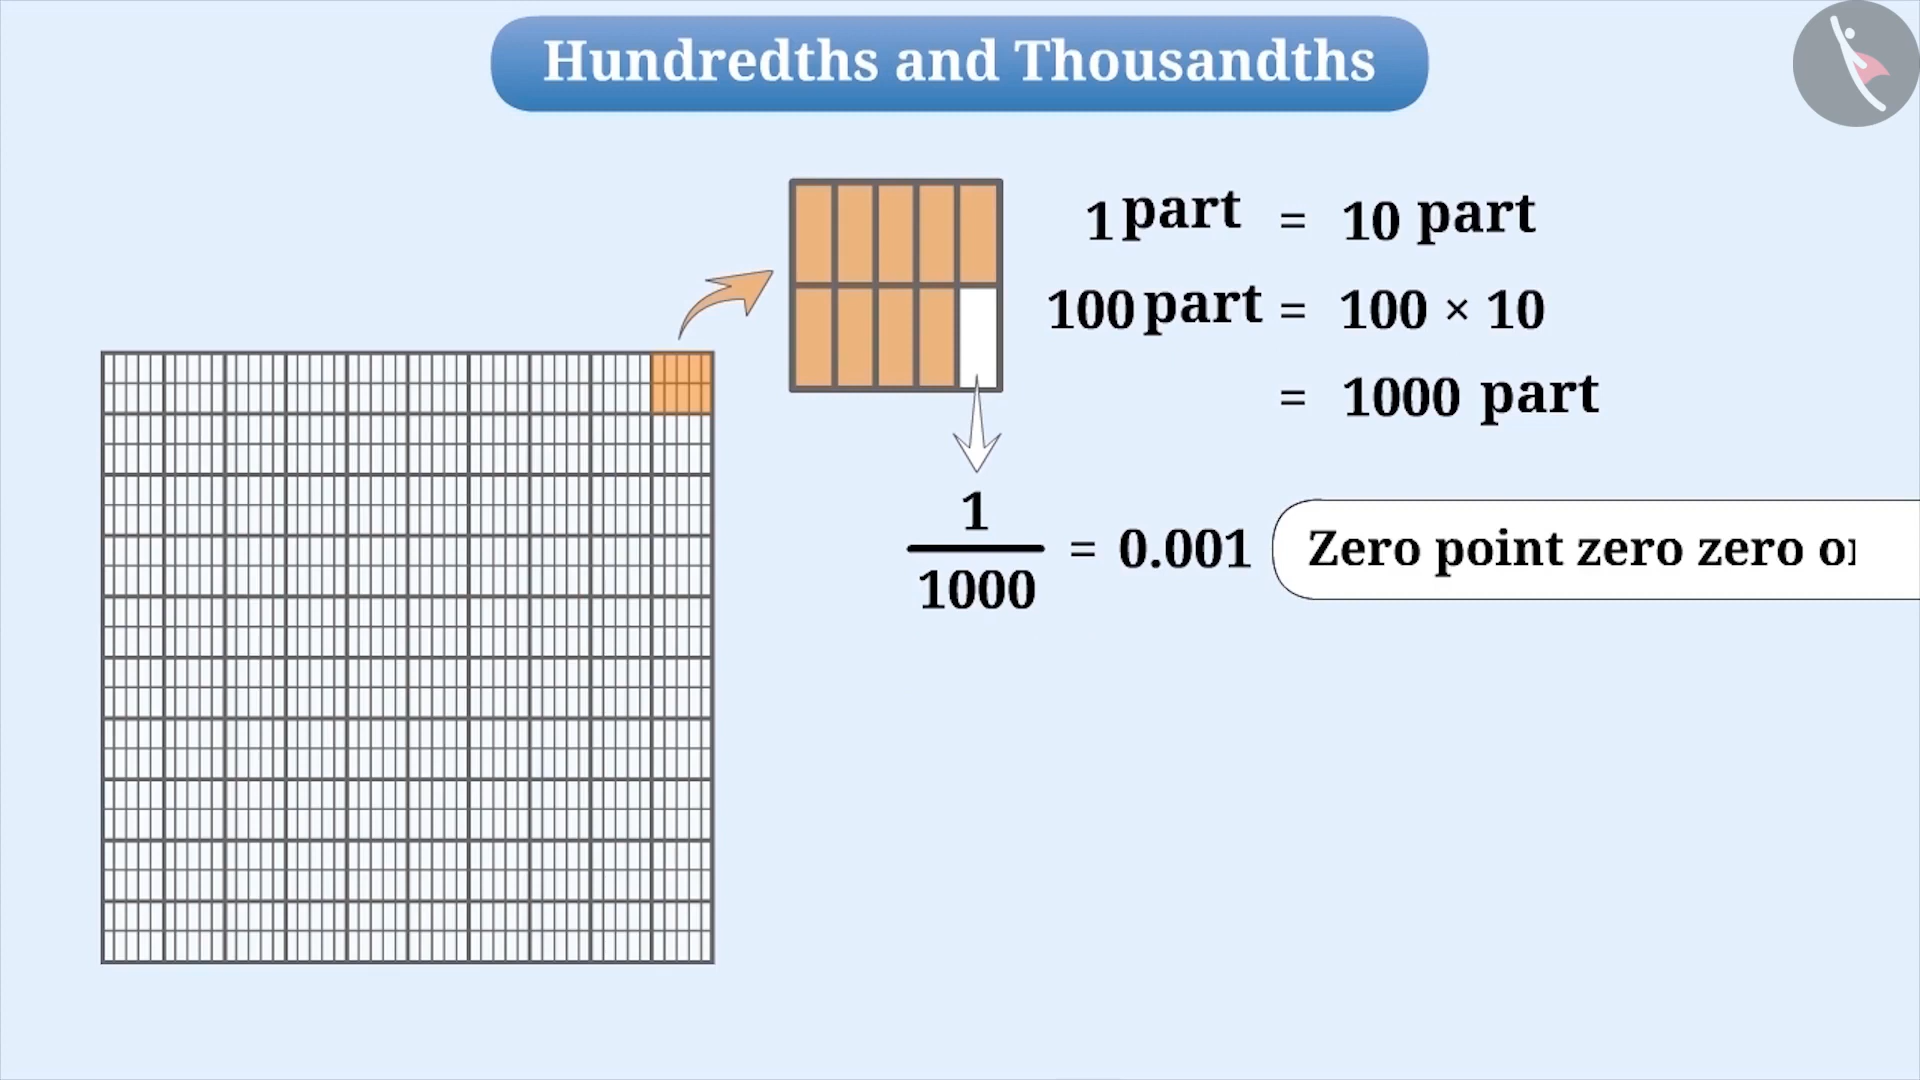 Hundredths and Thousandths
1 part = 10 part
100 part = 100 × 10
= 1000 part
1
1000
= 0.001
Zero point zero zero